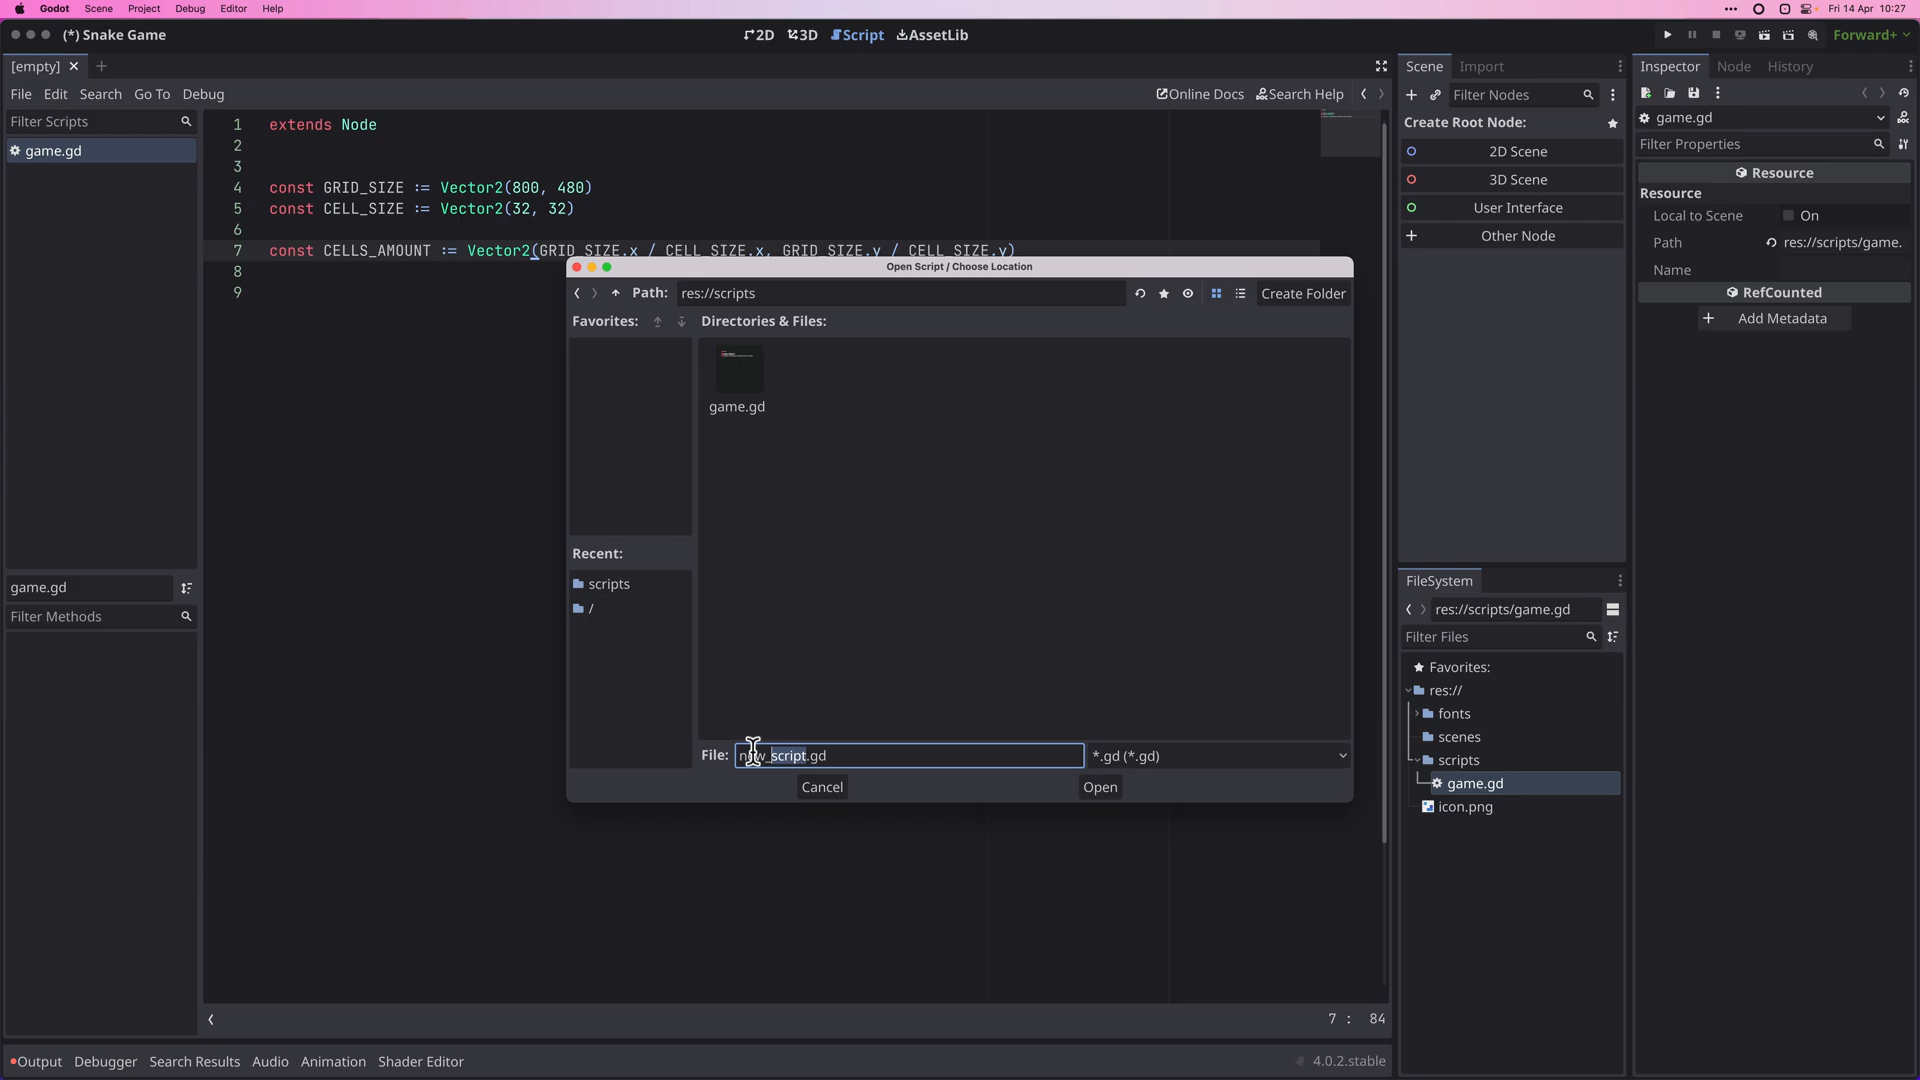 Godot Scene Project Debug Editor Help
Fri 14 Apr 10:27
(*) Snake Game
2D 3D Script AssetLib
Forward+
[empty]
File Edit Search Go To Debug
Online Docs Search Help
Filter Scripts
game.gd
game.gd
Filter Methods
1 extends Node
2
3
4 const GRID_SIZE := Vector2(800, 480)
5 const CELL_SIZE := Vector2(32, 32)
6
7 const CELLS_AMOUNT := Vector2(GRID_SIZE.x / CELL_SIZE.x, GRID_SIZE.y / CELL_SIZE.y)
8
9
Open Script / Choose Location
Path: res://scripts
Create Folder
Favorites:
Directories & Files:
game.gd
Recent:
scripts
/
File: new_script.gd
*.gd (*.gd)
Cancel
Open
7 : 84
Output Debugger Search Results Audio Animation Shader Editor
4.0.2.stable
Scene Import
Filter Nodes
Create Root Node:
2D Scene
3D Scene
User Interface
Other Node
FileSystem
res://scripts/game.gd
Filter Files
Favorites:
res://
fonts
scenes
scripts
game.gd
icon.png
Inspector Node History
game.gd
Filter Properties
Resource
Resource
Local to Scene On
Path res://scripts/game.
Name
RefCounted
Add Metadata